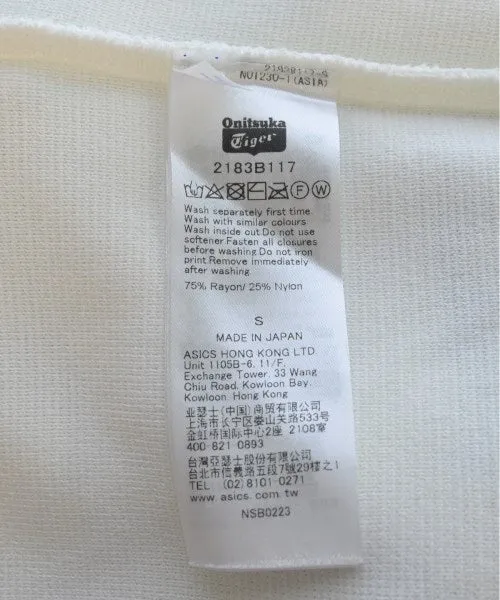 2183B117-S
NUI230-1(ASIA)
Onitsuka
Tiger
2183B117
Wash separately first time
Wash with similar colours
Wash inside out.Do not use
softener Fasten all closures
before washing Do not iron
print.Remove immediately
after washing
75% Rayon/ 25% Nylon
S
MADE IN JAPAN
ASICS HONG KONG LTD.
Unit 1105B-6. 11/F,
Exchange Tower. 33 Wang
Chiu Road. Kowloon Bay.
Kowloon. Hong Kong
亚瑟士(中国)商贸有限公司
上海市长宁区娄山关路533号
金虹桥国际中心2座 2108室
400-821 0893
台灣亞瑟士股份有限公司
台北市信義路五段7號29樓之1
TEL (02)8101-0271
www.asics.com.tw
NSB0223